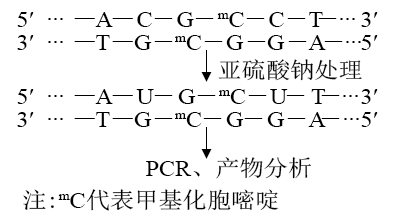 5′ ··· —A—C—G—ᵐC—C—T—···3′
3′ ··· —T—G—ᵐC—G—G—A—···5′
亚硫酸钠处理
5′ ··· —A—U—G—ᵐC—U—T—···3′
3′ ··· —T—G—ᵐC—G—G—A—···5′
PCR、产物分析
注:ᵐC代表甲基化胞嘧啶